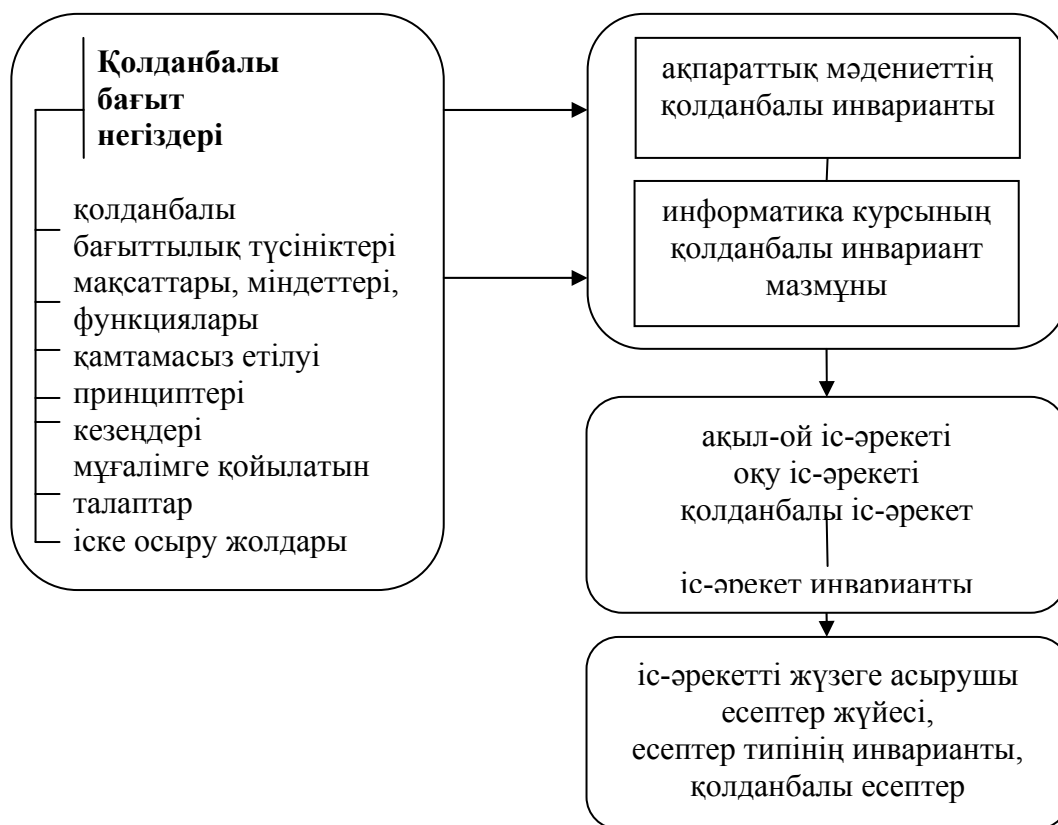 Қолданбалы
бағыт
негіздері
қолданбалы
бағыттылық түсініктері
мақсаттары, міндеттері,
функциялары
қамтамасыз етілуі
принциптері
кезеңдері
мұғалімге қойылатын
талаптар
іске осыру жолдары
ақпараттық мәдениеттің
қолданбалы инварианты
информатика курсының
қолданбалы инвариант
мазмұны
ақыл-ой іс-әрекеті
оқу іс-әрекеті
қолданбалы іс-әрекет
іс-әрекет инварианты
іс-әрекетті жүзеге асырушы
есептер жүйесі,
есептер типінің инварианты,
қолданбалы есептер